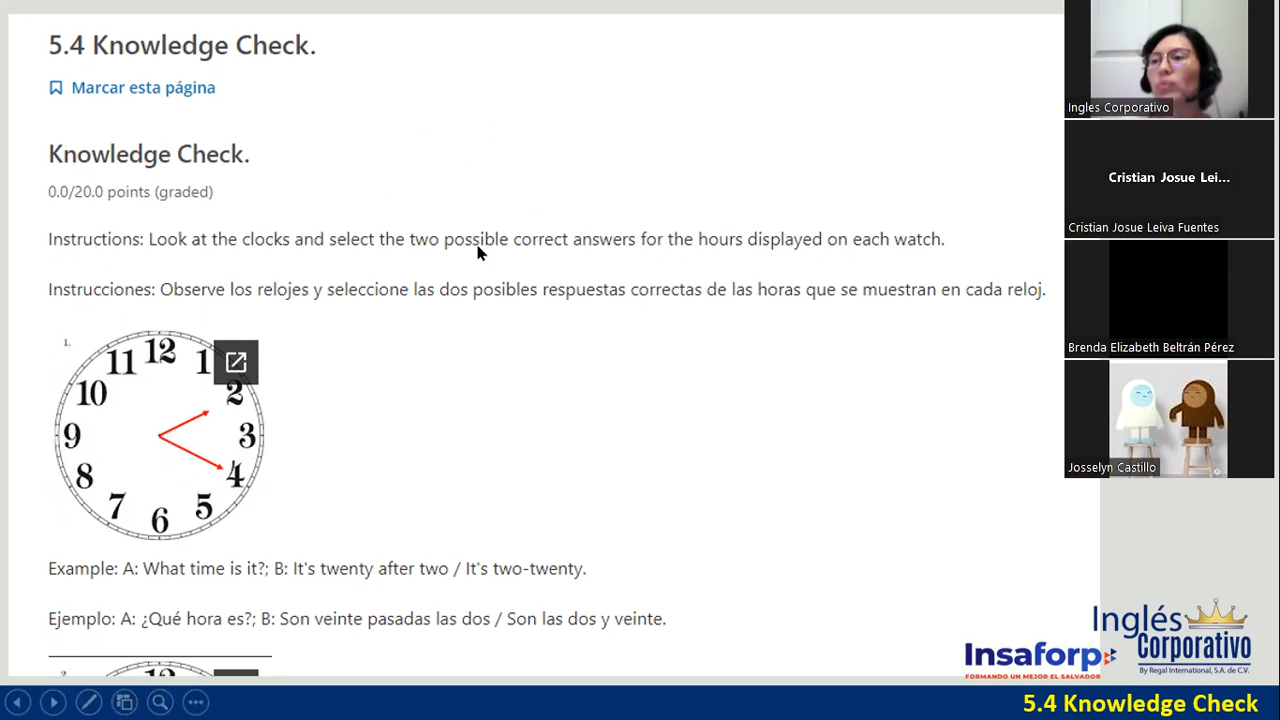 5.4 Knowledge Check.
Marcar esta página
Knowledge Check.
0.0/20.0 points (graded)
Instructions: Look at the clocks and select the two possible correct answers for the hours displayed on each watch.
Instrucciones: Observe los relojes y seleccione las dos posibles respuestas correctas de las horas que se muestran en cada reloj.
1.
12
1
2
3
4
5
6
7
8
9
10
11
Example: A: What time is it?; B: It's twenty after two / It's two-twenty.
Ejemplo: A: ¿Qué hora es?; B: Son veinte pasadas las dos / Son las dos y veinte.
Ingles Corporativo
Cristian Josue Lei...
Cristian Josue Leiva Fuentes
Brenda Elizabeth Beltrán Pérez
Josselyn Castillo
Insaforp
FORMANDO UN MEJOR EL SALVADOR
Inglés
Corporativo
By Regal International, S.A. de C.V.
5.4 Knowledge Check